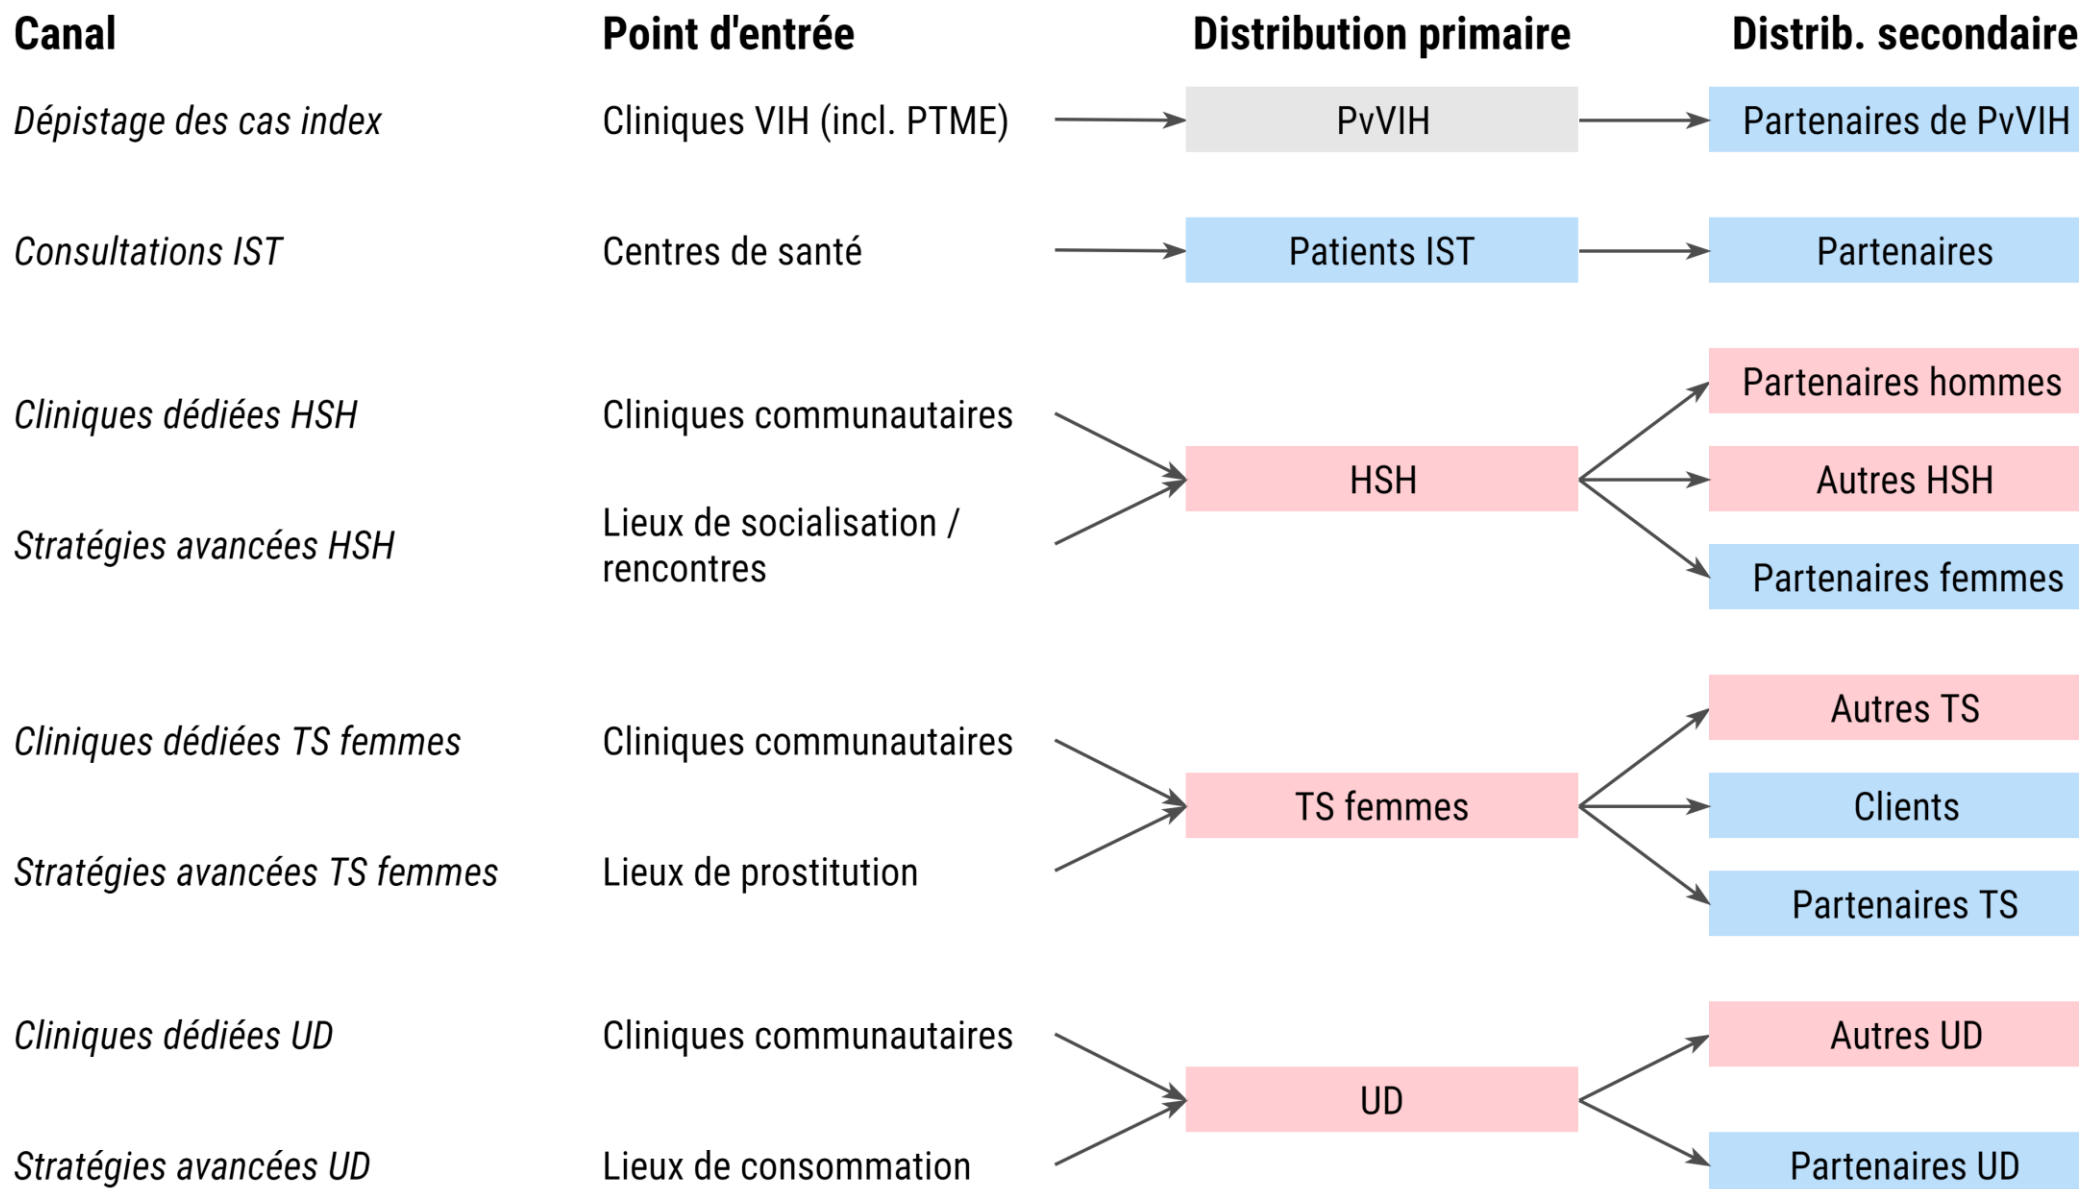 Canal
Point d'entrée
Distribution primaire
Distrib. secondaire
Dépistage des cas index
Cliniques VIH (incl. PTME)
PvVIH
Partenaires de PvVIH
Consultations IST
Centres de santé
Patients IST
Partenaires
Partenaires hommes
Cliniques dédiées HSH
Cliniques communautaires
HSH
Autres HSH
Stratégies avancées HSH
Lieux de socialisation /
rencontres
Partenaires femmes
Autres TS
Cliniques dédiées TS femmes
Cliniques communautaires
TS femmes
Clients
Stratégies avancées TS femmes
Lieux de prostitution
Partenaires TS
Cliniques dédiées UD
Cliniques communautaires
Autres UD
UD
Stratégies avancées UD
Lieux de consommation
Partenaires UD